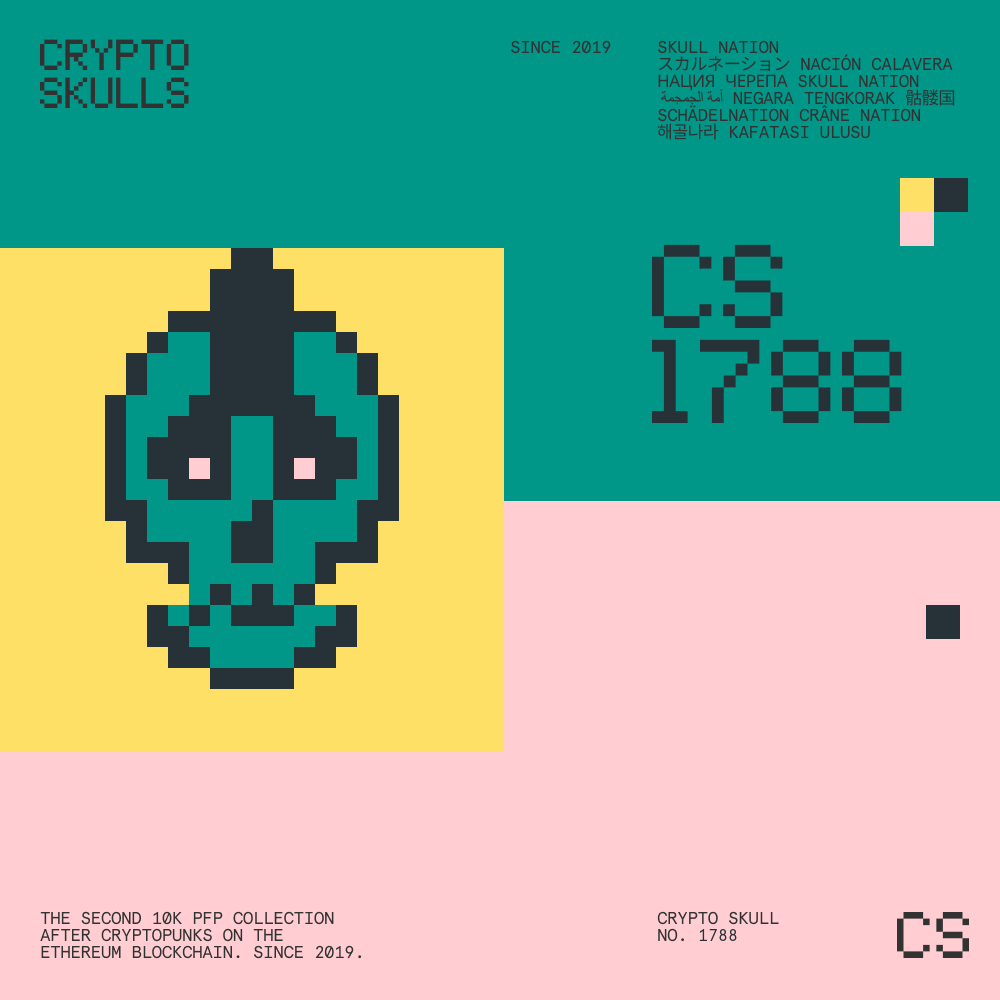 CRYPTO
SKULLS
SINCE 2019
SKULL NATION
スカルネーション NACIÓN CALAVERA
НАЦИЯ ЧЕРЕПА SKULL NATION
أمة الجمجمة NEGARA TENGKORAK 骷髅国
SCHÄDELNATION CRÂNE NATION
해골나라 KAFATASI ULUSU
CS
1788
THE SECOND 10K PFP COLLECTION
AFTER CRYPTOPUNKS ON THE
ETHEREUM BLOCKCHAIN. SINCE 2019.
CRYPTO SKULL
NO. 1788
CS